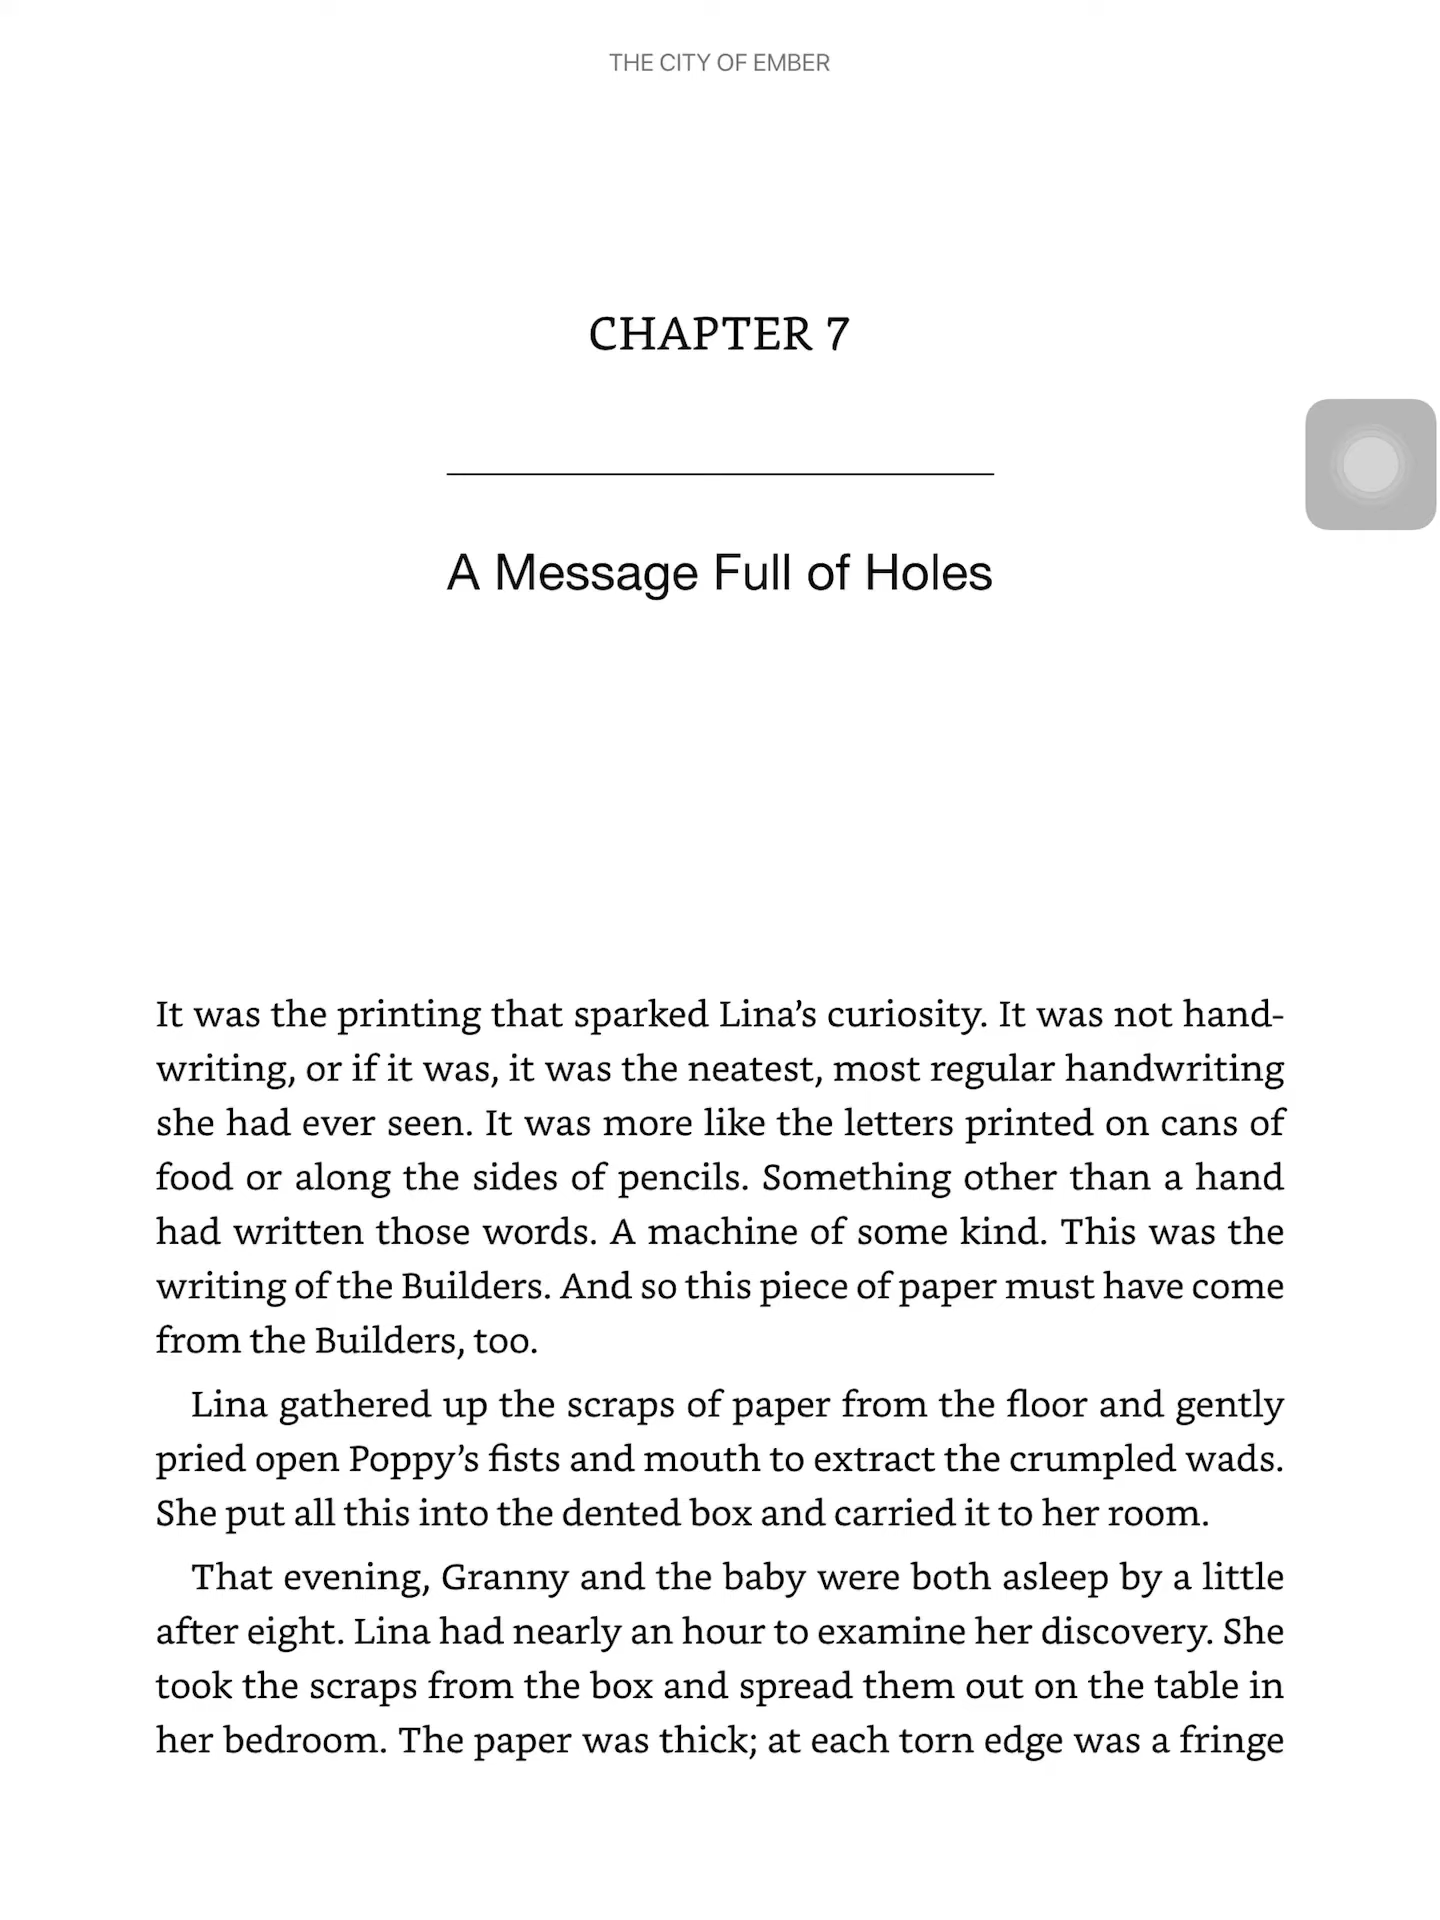 THE CITY OF EMBER
CHAPTER 7
A Message Full of Holes
It was the printing that sparked Lina’s curiosity. It was not hand-
writing, or if it was, it was the neatest, most regular handwriting
she had ever seen. It was more like the letters printed on cans of
food or along the sides of pencils. Something other than a hand
had written those words. A machine of some kind. This was the
writing of the Builders. And so this piece of paper must have come
from the Builders, too.
Lina gathered up the scraps of paper from the floor and gently
pried open Poppy’s fists and mouth to extract the crumpled wads.
She put all this into the dented box and carried it to her room.
That evening, Granny and the baby were both asleep by a little
after eight. Lina had nearly an hour to examine her discovery. She
took the scraps from the box and spread them out on the table in
her bedroom. The paper was thick; at each torn edge was a fringe